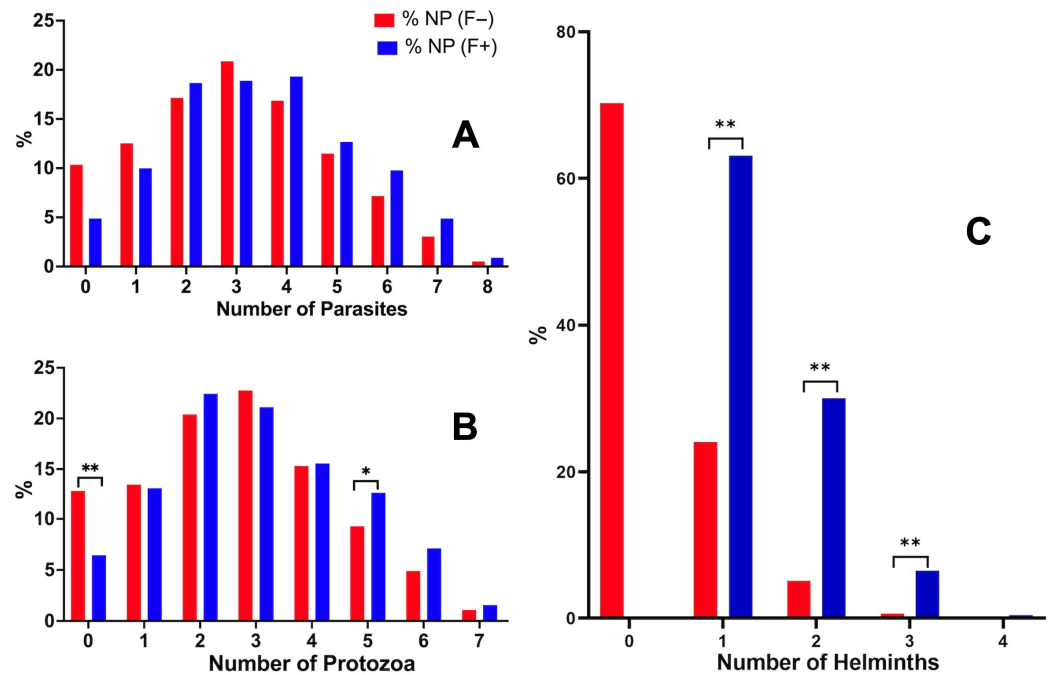 25
20
15
10
5
0
%
% NP (F–)
% NP (F+)
A
0 1 2 3 4 5 6 7 8
Number of Parasites
25
20
15
10
5
0
%
**
*
B
0 1 2 3 4 5 6 7
Number of Protozoa
80
60
40
20
0
%
**
**
**
C
0 1 2 3 4
Number of Helminths